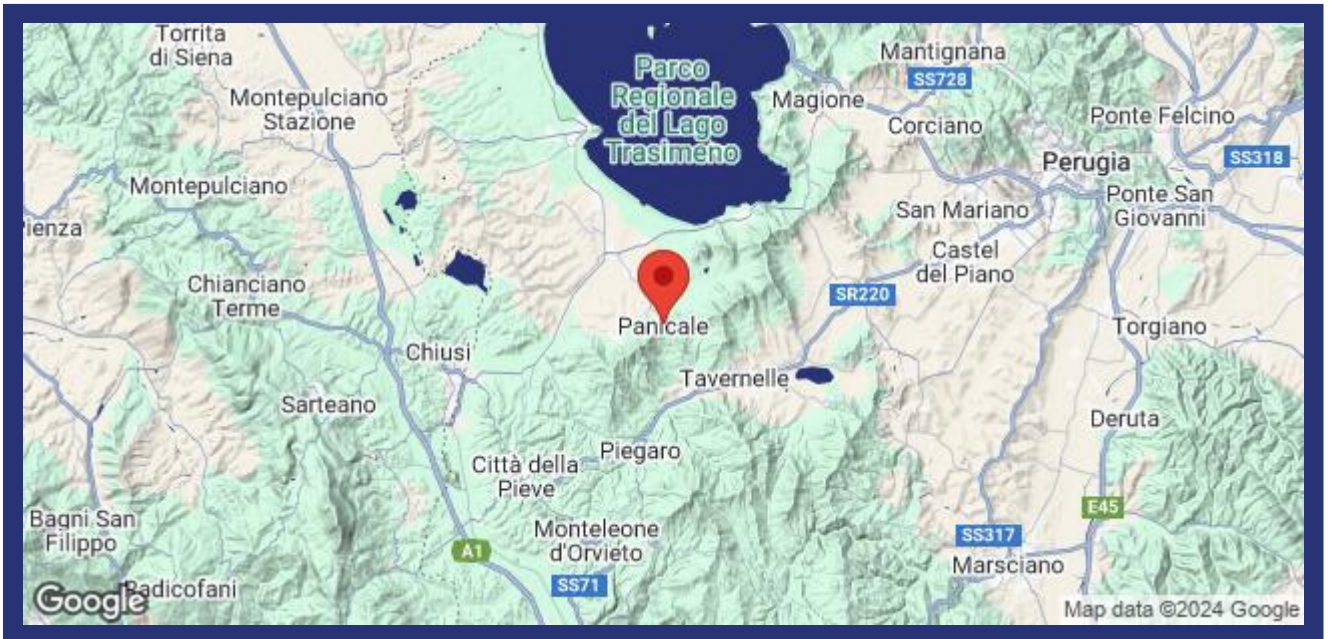 Torrita
di Siena
Mantignana
SS728
Parco
Regionale
del Lago
Trasimeno
Montepulciano
Stazione
Magione
Corciano
Ponte Felcino
SS318
Perugia
Montepulciano
Ponte San
Giovanni
San Mariano
ienza
Castel
del Piano
Chianciano
Terme
SR220
Panicale
Torgiano
Chiusi
Tavernelle
Sarteano
Deruta
Piegaro
Città della
Pieve
E45
Bagni San
Filippo
Monteleone
d'Orvieto
SS317
A1
Marsciano
SS71
Radicofani
Google
Map data ©2024 Google